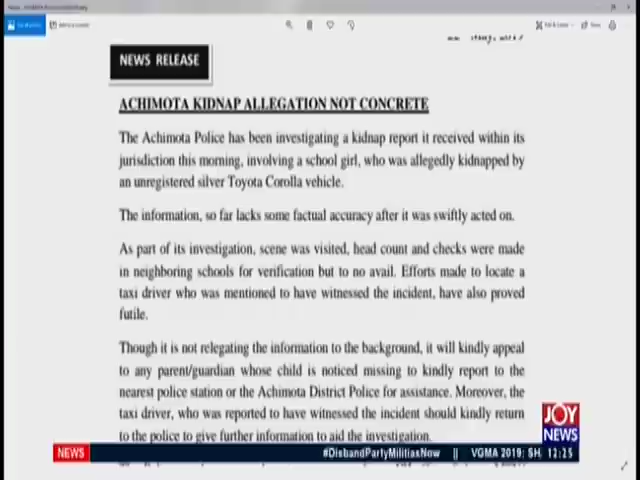 NEWS RELEASE
ACHIMOTA KIDNAP ALLEGATION NOT CONCRETE
The Achimota Police has been investigating a kidnap report it received within its
jurisdiction this morning, involving a school girl, who was allegedly kidnapped by
an unregistered silver Toyota Corolla vehicle.
The information, so far lacks some factual accuracy after it was swiftly acted on.
As part of its investigation, scene was visited, head count and checks were made
in neighboring schools for verification but to no avail. Efforts made to locate a
taxi driver who was mentioned to have witnessed the incident, have also proved
futile.
Though it is not relegating the information to the background, it will kindly appeal
to any parent/guardian whose child is noticed missing to kindly report to the
nearest police station or the Achimota District Police for assistance. Moreover, the
taxi driver, who was reported to have witnessed the incident should kindly return
to the police to give further information to aid the investigation.
JOY
NEWS
NEWS #DisbandPartyMilitiasNow || VGMA 2019: SH 12:25